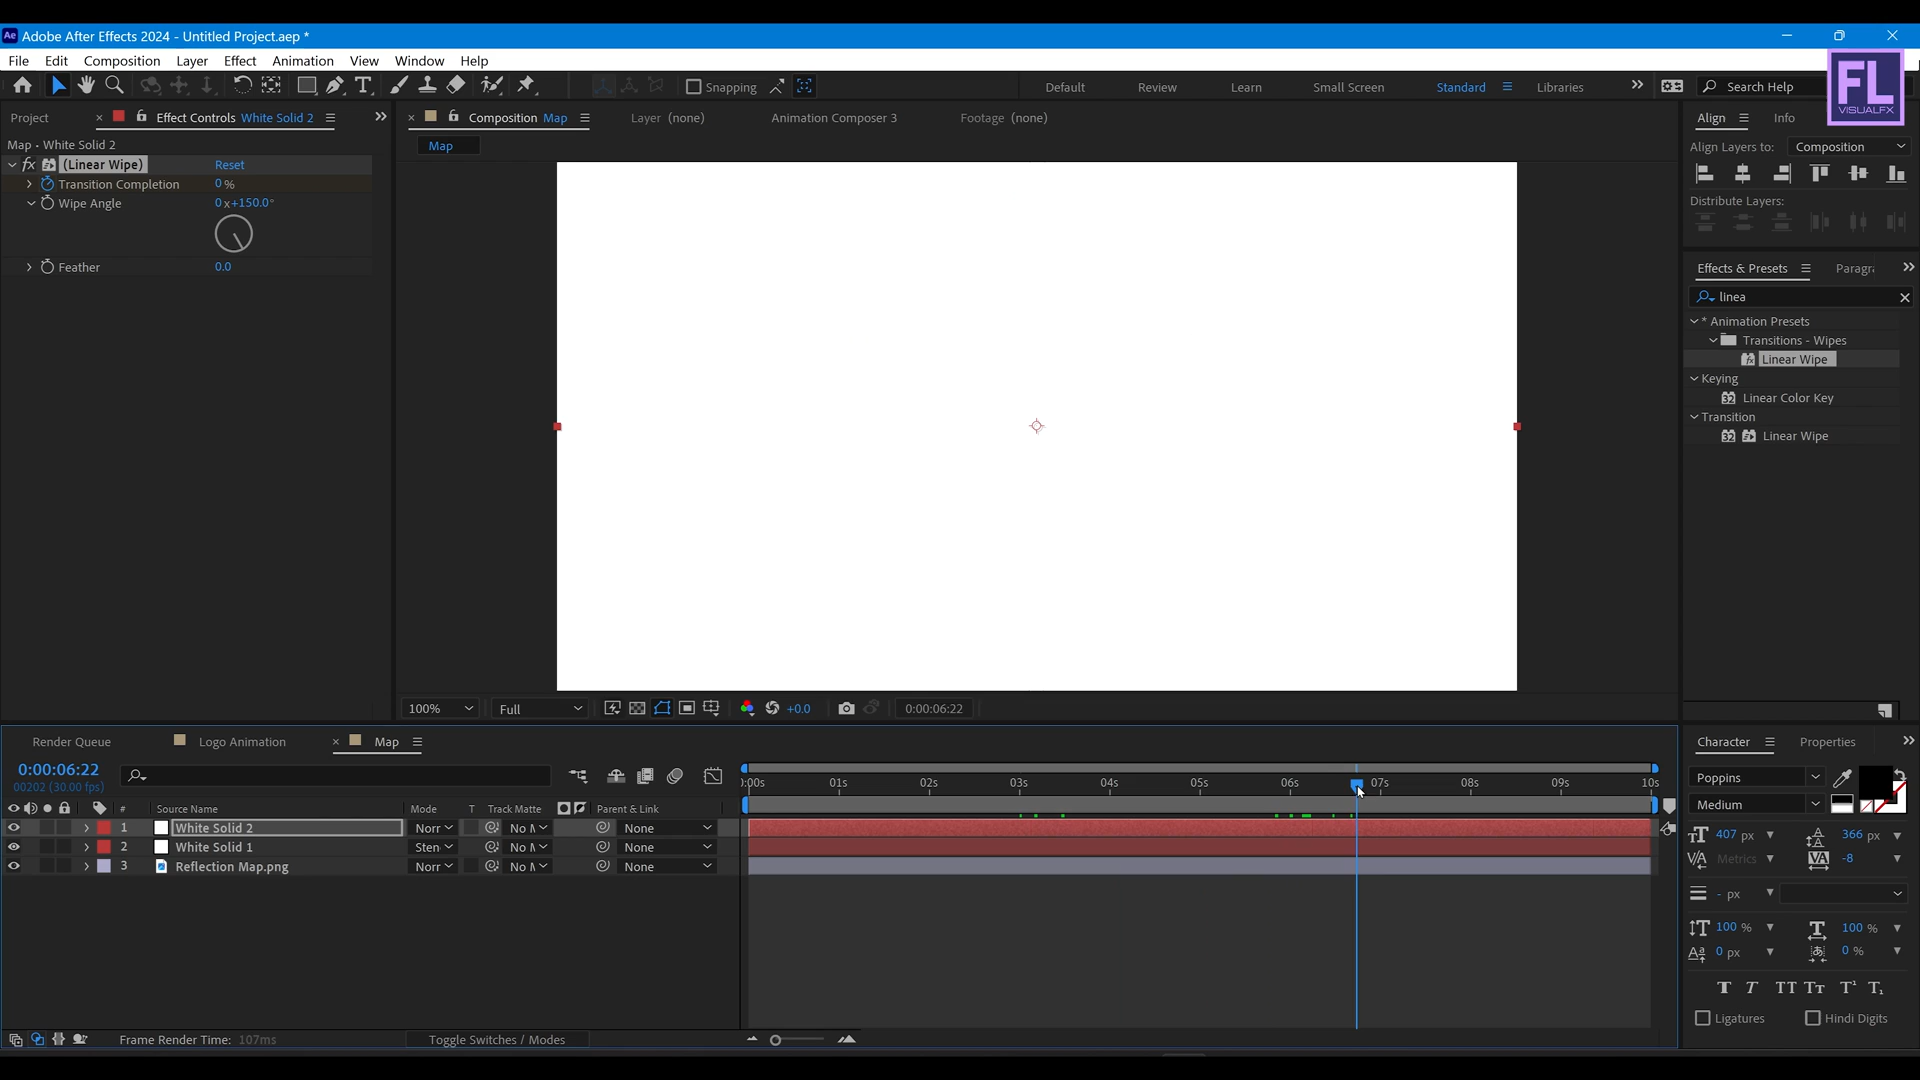 Adobe After Effects 2024 - Untitled Project.aep *
File Edit Composition Layer Effect Animation View Window Help
Snapping
Default Review Learn Small Screen Standard Libraries
Search Help
FL
VISUALFX
Project
Effect Controls White Solid 2
Composition Map
Layer (none)
Animation Composer 3
Footage (none)
Align Info
Map • White Solid 2
Map
Align Layers to: Composition
fx (Linear Wipe) Reset
Transition Completion 0 %
Wipe Angle 0 x+150.0°
Feather 0.0
Distribute Layers:
Effects & Presets Paragra
linea
* Animation Presets
Transitions - Wipes
Linear Wipe
Keying
32 Linear Color Key
Transition
32 Linear Wipe
100% Full +0.0 0:00:06:22
Render Queue Logo Animation Map
0:00:06:22
00202 (30.00 fps)
:00s 01s 02s 03s 04s 05s 06s 07s 08s 09s 10s
# Source Name Mode T Track Matte Parent & Link
1 White Solid 2 Norr No M None
2 White Solid 1 Sten No M None
3 Reflection Map.png Norr No M None
Frame Render Time: 107ms
Toggle Switches / Modes
Character Properties
Poppins
Medium
407 px 366 px
Metrics -8
- px
100 % 100 %
0 px 0 %
T T TT Tт T¹ T₁
Ligatures Hindi Digits